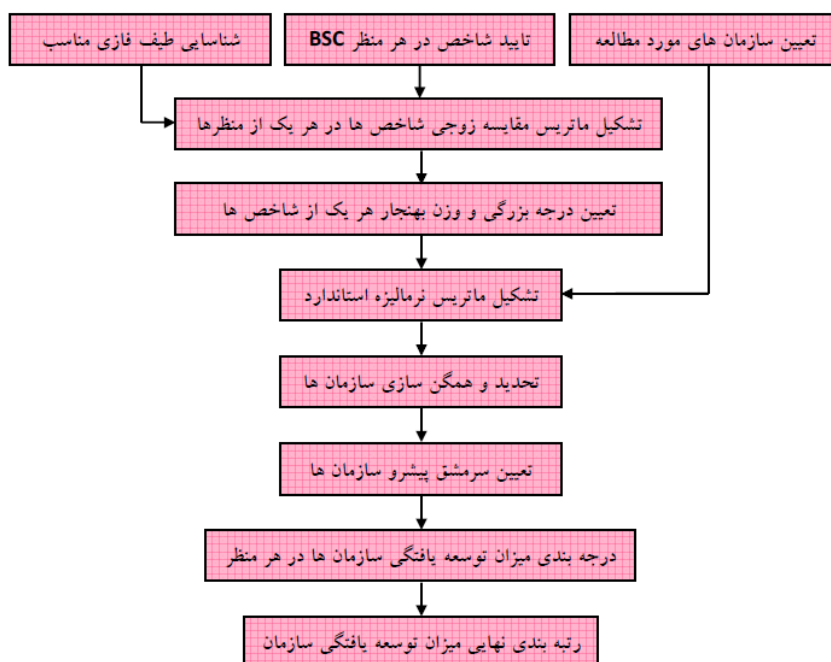 تعیین سازمان های مورد مطالعه
تایید شاخص در هر منظر BSC
شناسایی طیف فازی مناسب
تشکیل ماتریس مقایسه زوجی شاخص ها در هر یک از منظرها
تعیین درجه بزرگی و وزن بهنجار هر یک از شاخص ها
تشکیل ماتریس نرمالیزه استاندارد
تحدید و همگن سازی سازمان ها
تعیین سرمشق پیشرو سازمان ها
درجه بندی میزان توسعه یافتگی سازمان ها در هر منظر
رتبه بندی نهایی میزان توسعه یافتگی سازمان